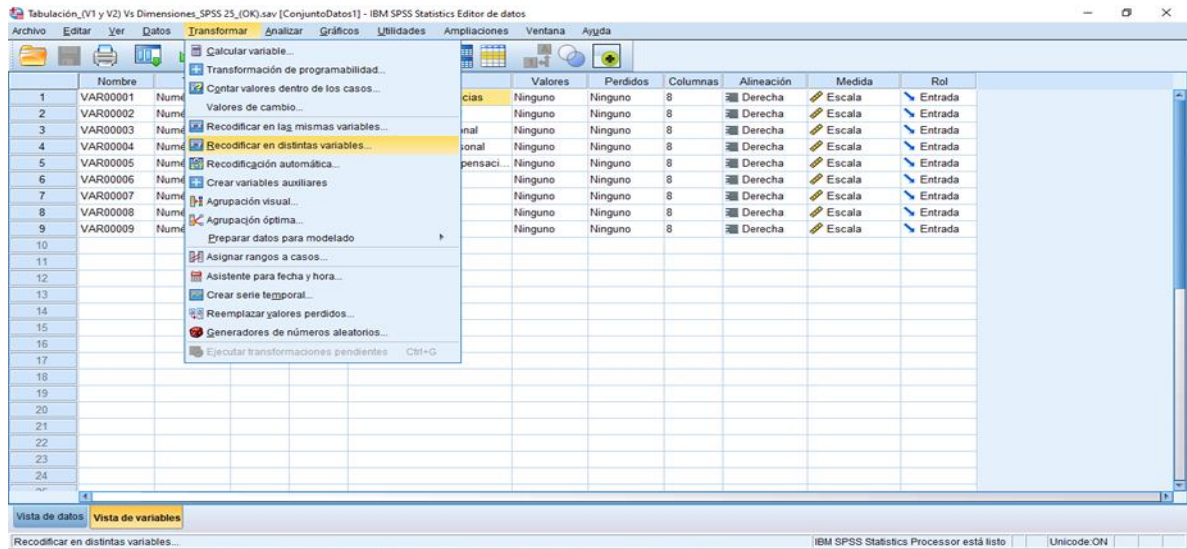 Tabulación_(V1 y V2) Vs Dimensiones_SPSS 25_(OK).sav [ConjuntoDatos1] - IBM SPSS Statistics Editor de datos
Archivo Editar Ver Datos Transformar Analizar Gráficos Utilidades Ampliaciones Ventana Ayuda
Calcular variable...
Transformación de programabilidad...
Contar valores dentro de los casos...
Valores de cambio...
Recodificar en las mismas variables...
Recodificar en distintas variables...
Recodificación automática...
Crear variables auxiliares
Agrupación visual...
Agrupación óptima...
Preparar datos para modelado
Asignar rangos a casos...
Asistente para fecha y hora...
Crear serie temporal...
Reemplazar valores perdidos...
Generadores de números aleatorios...
Ejecutar transformaciones pendientes Ctrl+G
Nombre Valores Perdidos Columnas Alineación Medida Rol
1 VAR00001 Numé cias Ninguno Ninguno 8 Derecha Escala Entrada
2 VAR00002 Numé Ninguno Ninguno 8 Derecha Escala Entrada
3 VAR00003 Numé onal Ninguno Ninguno 8 Derecha Escala Entrada
4 VAR00004 Numé sonal Ninguno Ninguno 8 Derecha Escala Entrada
5 VAR00005 Numé pensaci... Ninguno Ninguno 8 Derecha Escala Entrada
6 VAR00006 Numé Ninguno Ninguno 8 Derecha Escala Entrada
7 VAR00007 Numé Ninguno Ninguno 8 Derecha Escala Entrada
8 VAR00008 Numé Ninguno Ninguno 8 Derecha Escala Entrada
9 VAR00009 Numé Ninguno Ninguno 8 Derecha Escala Entrada
10
11
12
13
14
15
16
17
18
19
20
21
22
23
24
Vista de datos Vista de variables
Recodificar en distintas variables... IBM SPSS Statistics Processor está listo Unicode:ON